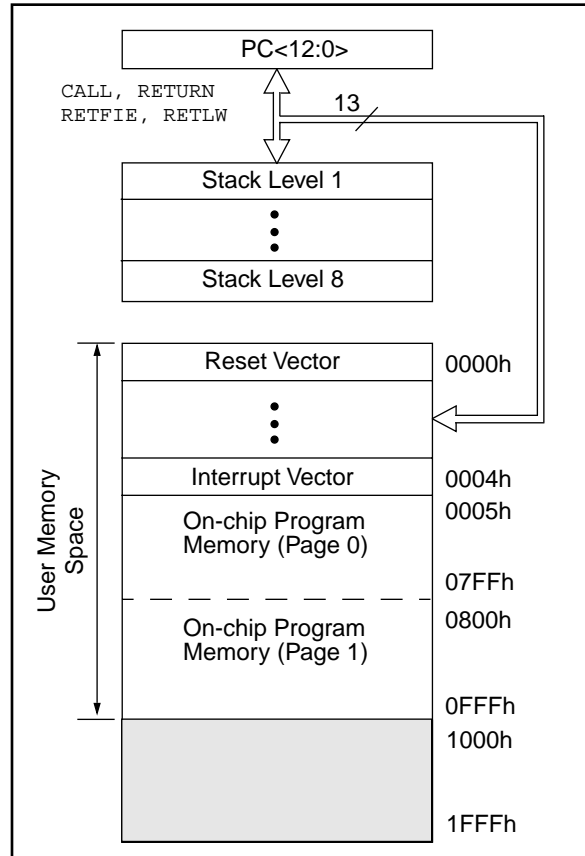 PC<12:0>
CALL, RETURN
RETFIE, RETLW
13
Stack Level 1
Stack Level 8
User Memory
Space
Reset Vector
0000h
Interrupt Vector
0004h
0005h
On-chip Program
Memory (Page 0)
07FFh
0800h
On-chip Program
Memory (Page 1)
0FFFh
1000h
1FFFh